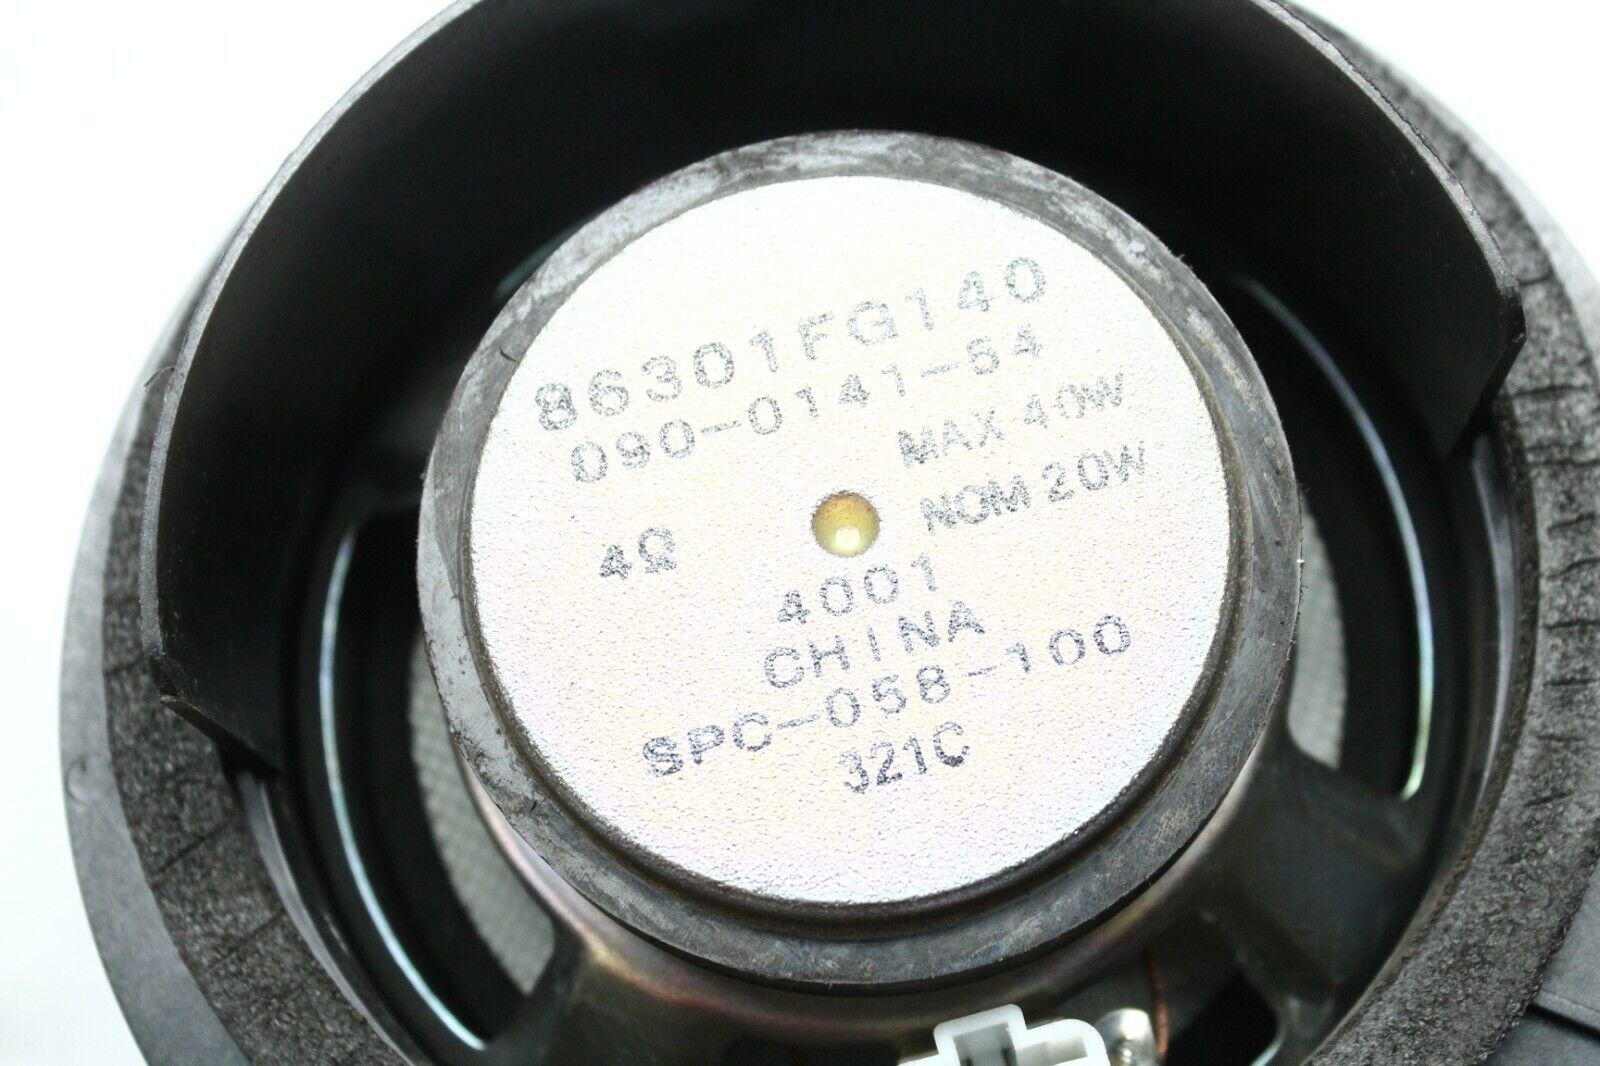 86301FG140
090-0141-54
MAX 40W
NOM 20W
4Ω
4001
CHINA
SPC-058-100
321C